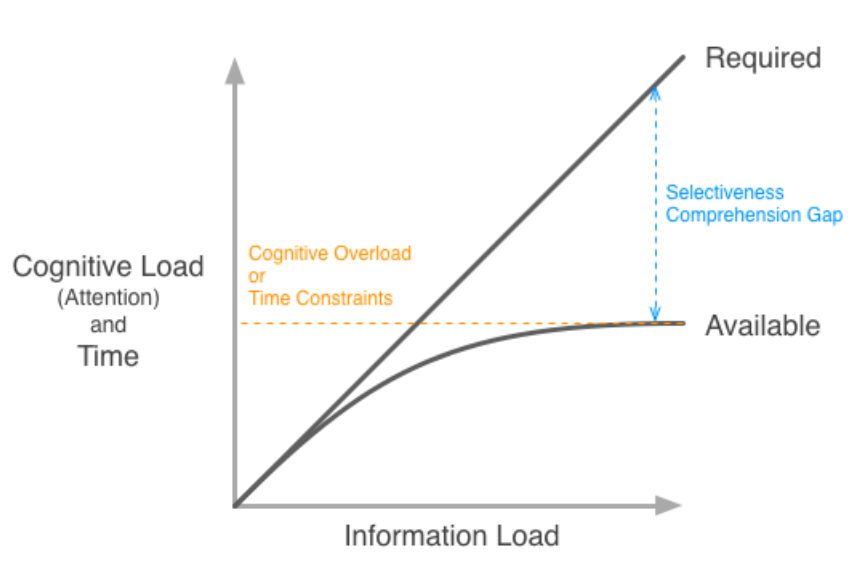 Required
Selectiveness
Comprehension Gap
Cognitive Overload
or
Time Constraints
Cognitive Load
(Attention)
and
Time
Available
Information Load